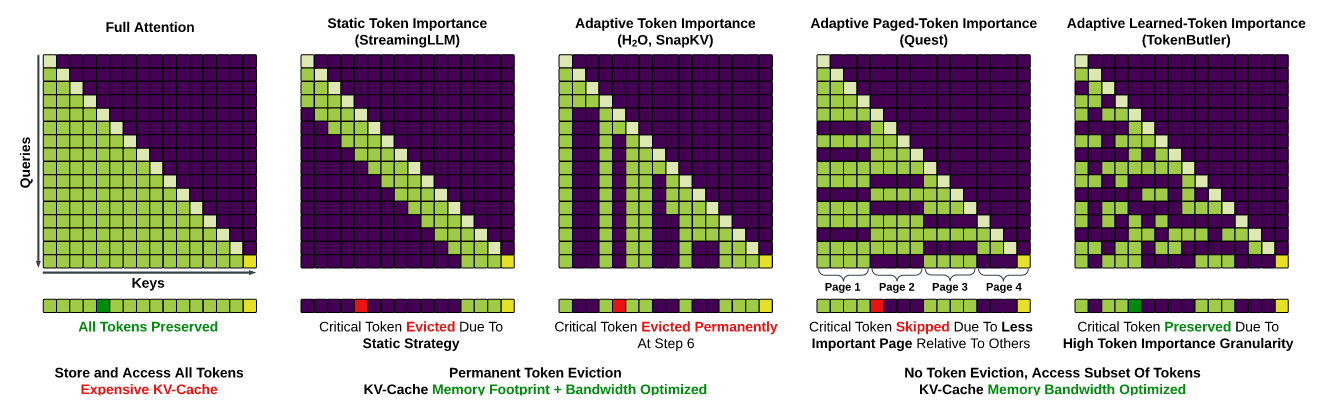 Full Attention
Static Token Importance
(StreamingLLM)
Adaptive Token Importance
(H₂O, SnapKV)
Adaptive Paged-Token Importance
(Quest)
Adaptive Learned-Token Importance
(TokenButler)
Queries
Keys
Page 1
Page 2
Page 3
Page 4
All Tokens Preserved
Critical Token Evicted Due To
Static Strategy
Critical Token Evicted Permanently
At Step 6
Critical Token Skipped Due To Less
Important Page Relative To Others
Critical Token Preserved Due To
High Token Importance Granularity
Store and Access All Tokens
Expensive KV-Cache
Permanent Token Eviction
KV-Cache Memory Footprint + Bandwidth Optimized
No Token Eviction, Access Subset Of Tokens
KV-Cache Memory Bandwidth Optimized